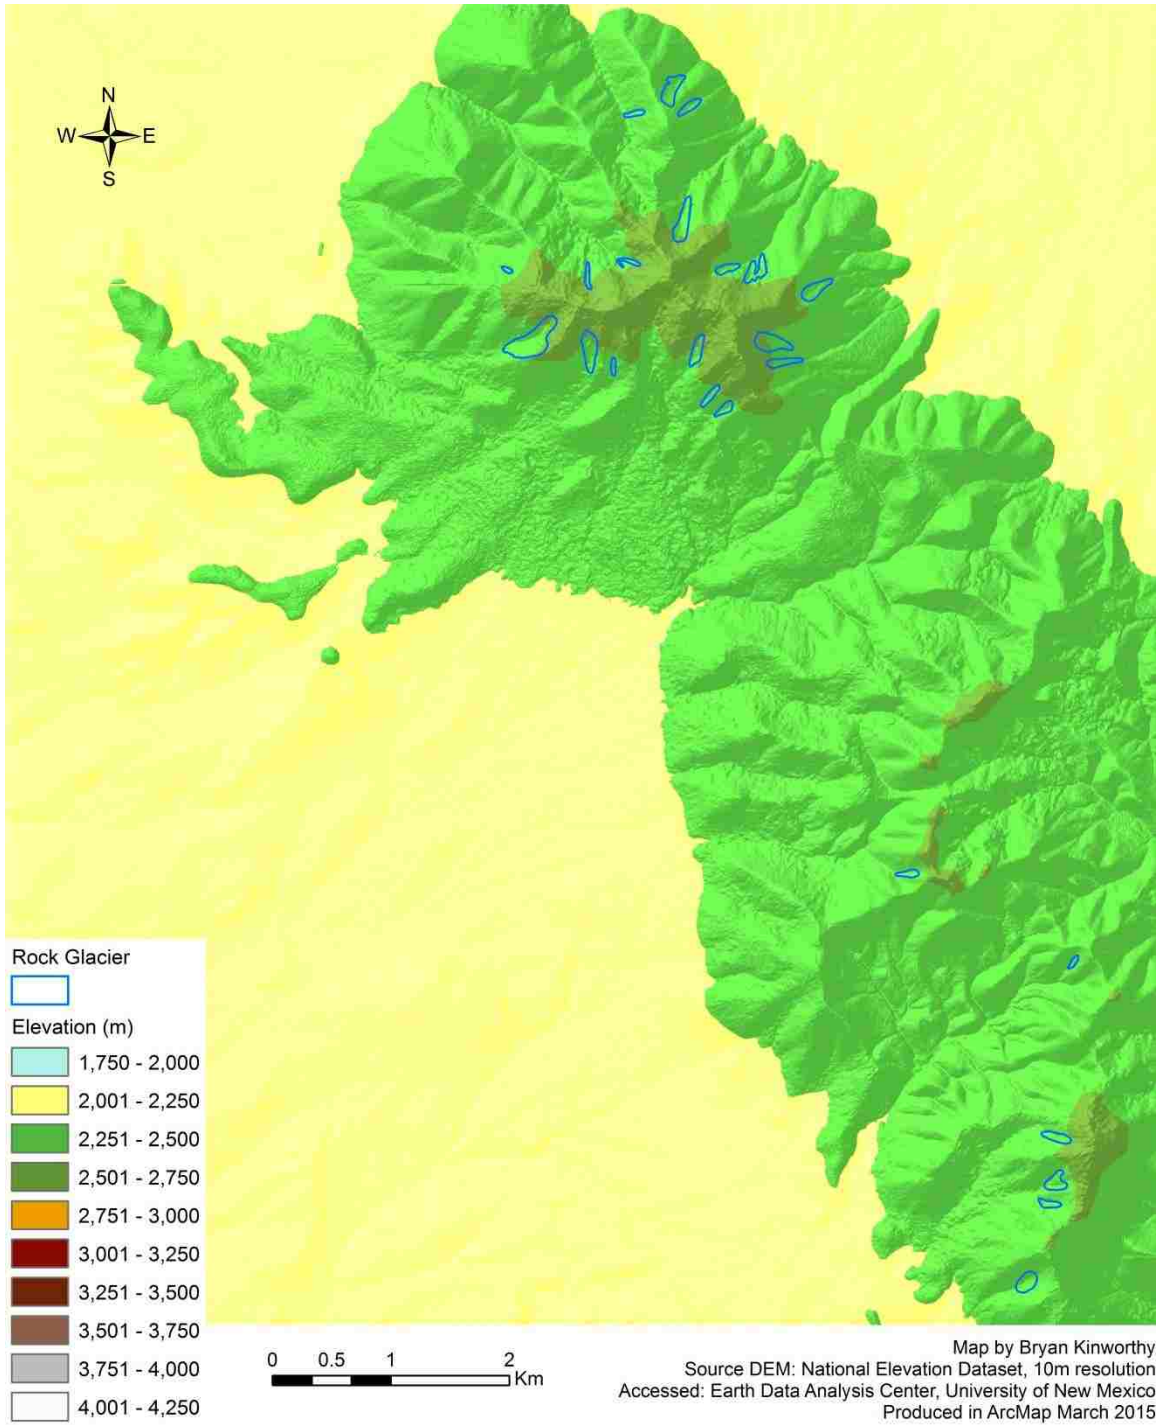 N
W E
S
Rock Glacier
Elevation (m)
1,750 - 2,000
2,001 - 2,250
2,251 - 2,500
2,501 - 2,750
2,751 - 3,000
3,001 - 3,250
3,251 - 3,500
3,501 - 3,750
3,751 - 4,000
4,001 - 4,250
0 0.5 1 2
Km
Map by Bryan Kinworthy
Source DEM: National Elevation Dataset, 10m resolution
Accessed: Earth Data Analysis Center, University of New Mexico
Produced in ArcMap March 2015